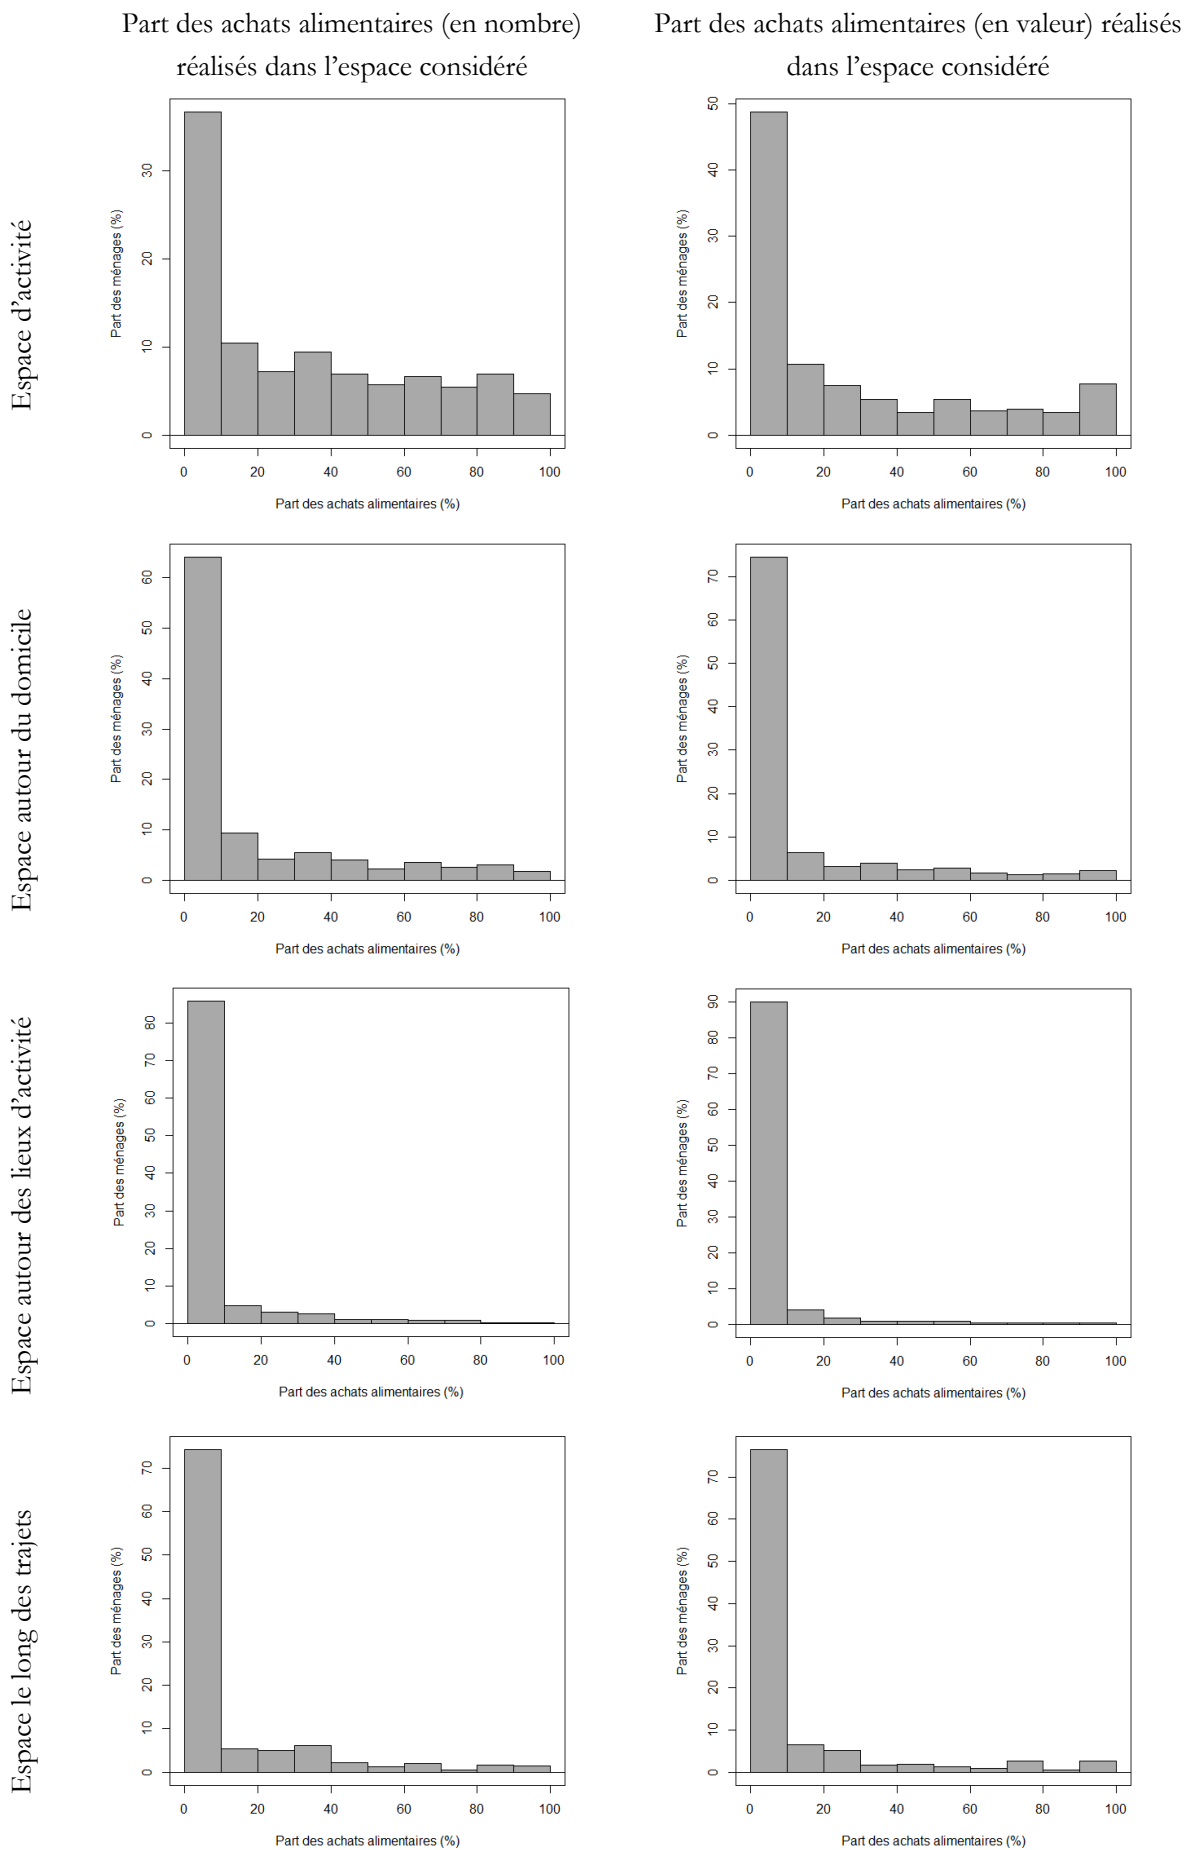 Part des achats alimentaires (en nombre)
réalisés dans l'espace considéré
Part des achats alimentaires (en valeur) réalisés
dans l'espace considéré
Espace d'activité
Part des ménages (%)
0 10 20 30
0 20 40 60 80 100
Part des achats alimentaires (%)
Part des ménages (%)
0 10 20 30 40 50
0 20 40 60 80 100
Part des achats alimentaires (%)
Espace autour du domicile
Part des ménages (%)
0 10 20 30 40 50 60
0 20 40 60 80 100
Part des achats alimentaires (%)
Part des ménages (%)
0 10 20 30 40 50 60 70
0 20 40 60 80 100
Part des achats alimentaires (%)
Espace autour des lieux d'activité
Part des ménages (%)
0 10 20 30 40 50 60 70 80
0 20 40 60 80 100
Part des achats alimentaires (%)
Part des ménages (%)
0 10 20 30 40 50 60 70 80 90
0 20 40 60 80 100
Part des achats alimentaires (%)
Espace le long des trajets
Part des ménages (%)
0 10 20 30 40 50 60 70
0 20 40 60 80 100
Part des achats alimentaires (%)
Part des ménages (%)
0 10 20 30 40 50 60 70
0 20 40 60 80 100
Part des achats alimentaires (%)